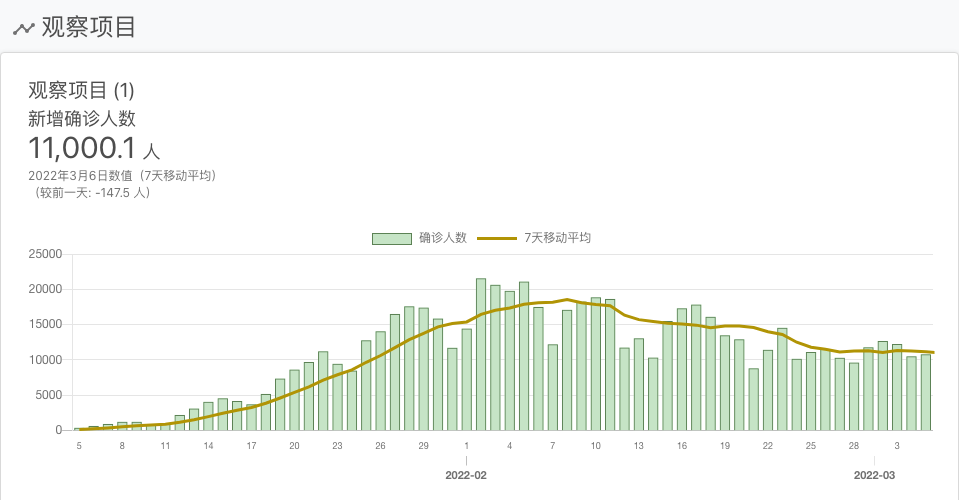 观察项目
观察项目 (1)
新增确诊人数
11,000.1 人
2022年3月6日数值（7天移动平均）
（较前一天: -147.5 人）
确诊人数 7天移动平均
25000
20000
15000
10000
5000
0
5 8 11 14 17 20 23 26 29 1 4 7 10 13 16 19 22 25 28 3
2022-02 2022-03